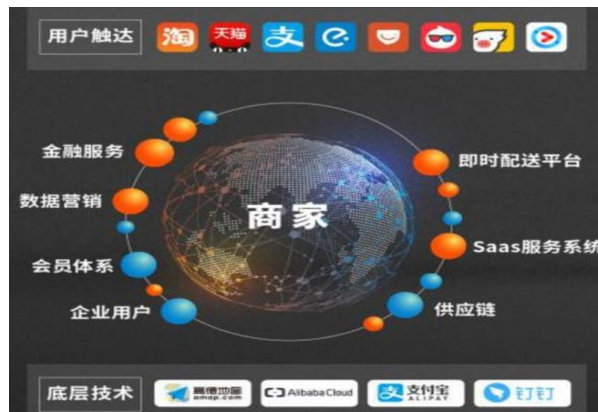 用户触达
淘
天猫
支
金融服务
即时配送平台
数据营销
商家
Saas服务系统
会员体系
企业用户
供应链
底层技术
高德地图
amap.com
Alibaba Cloud
支付宝
ALIPAY
钉钉